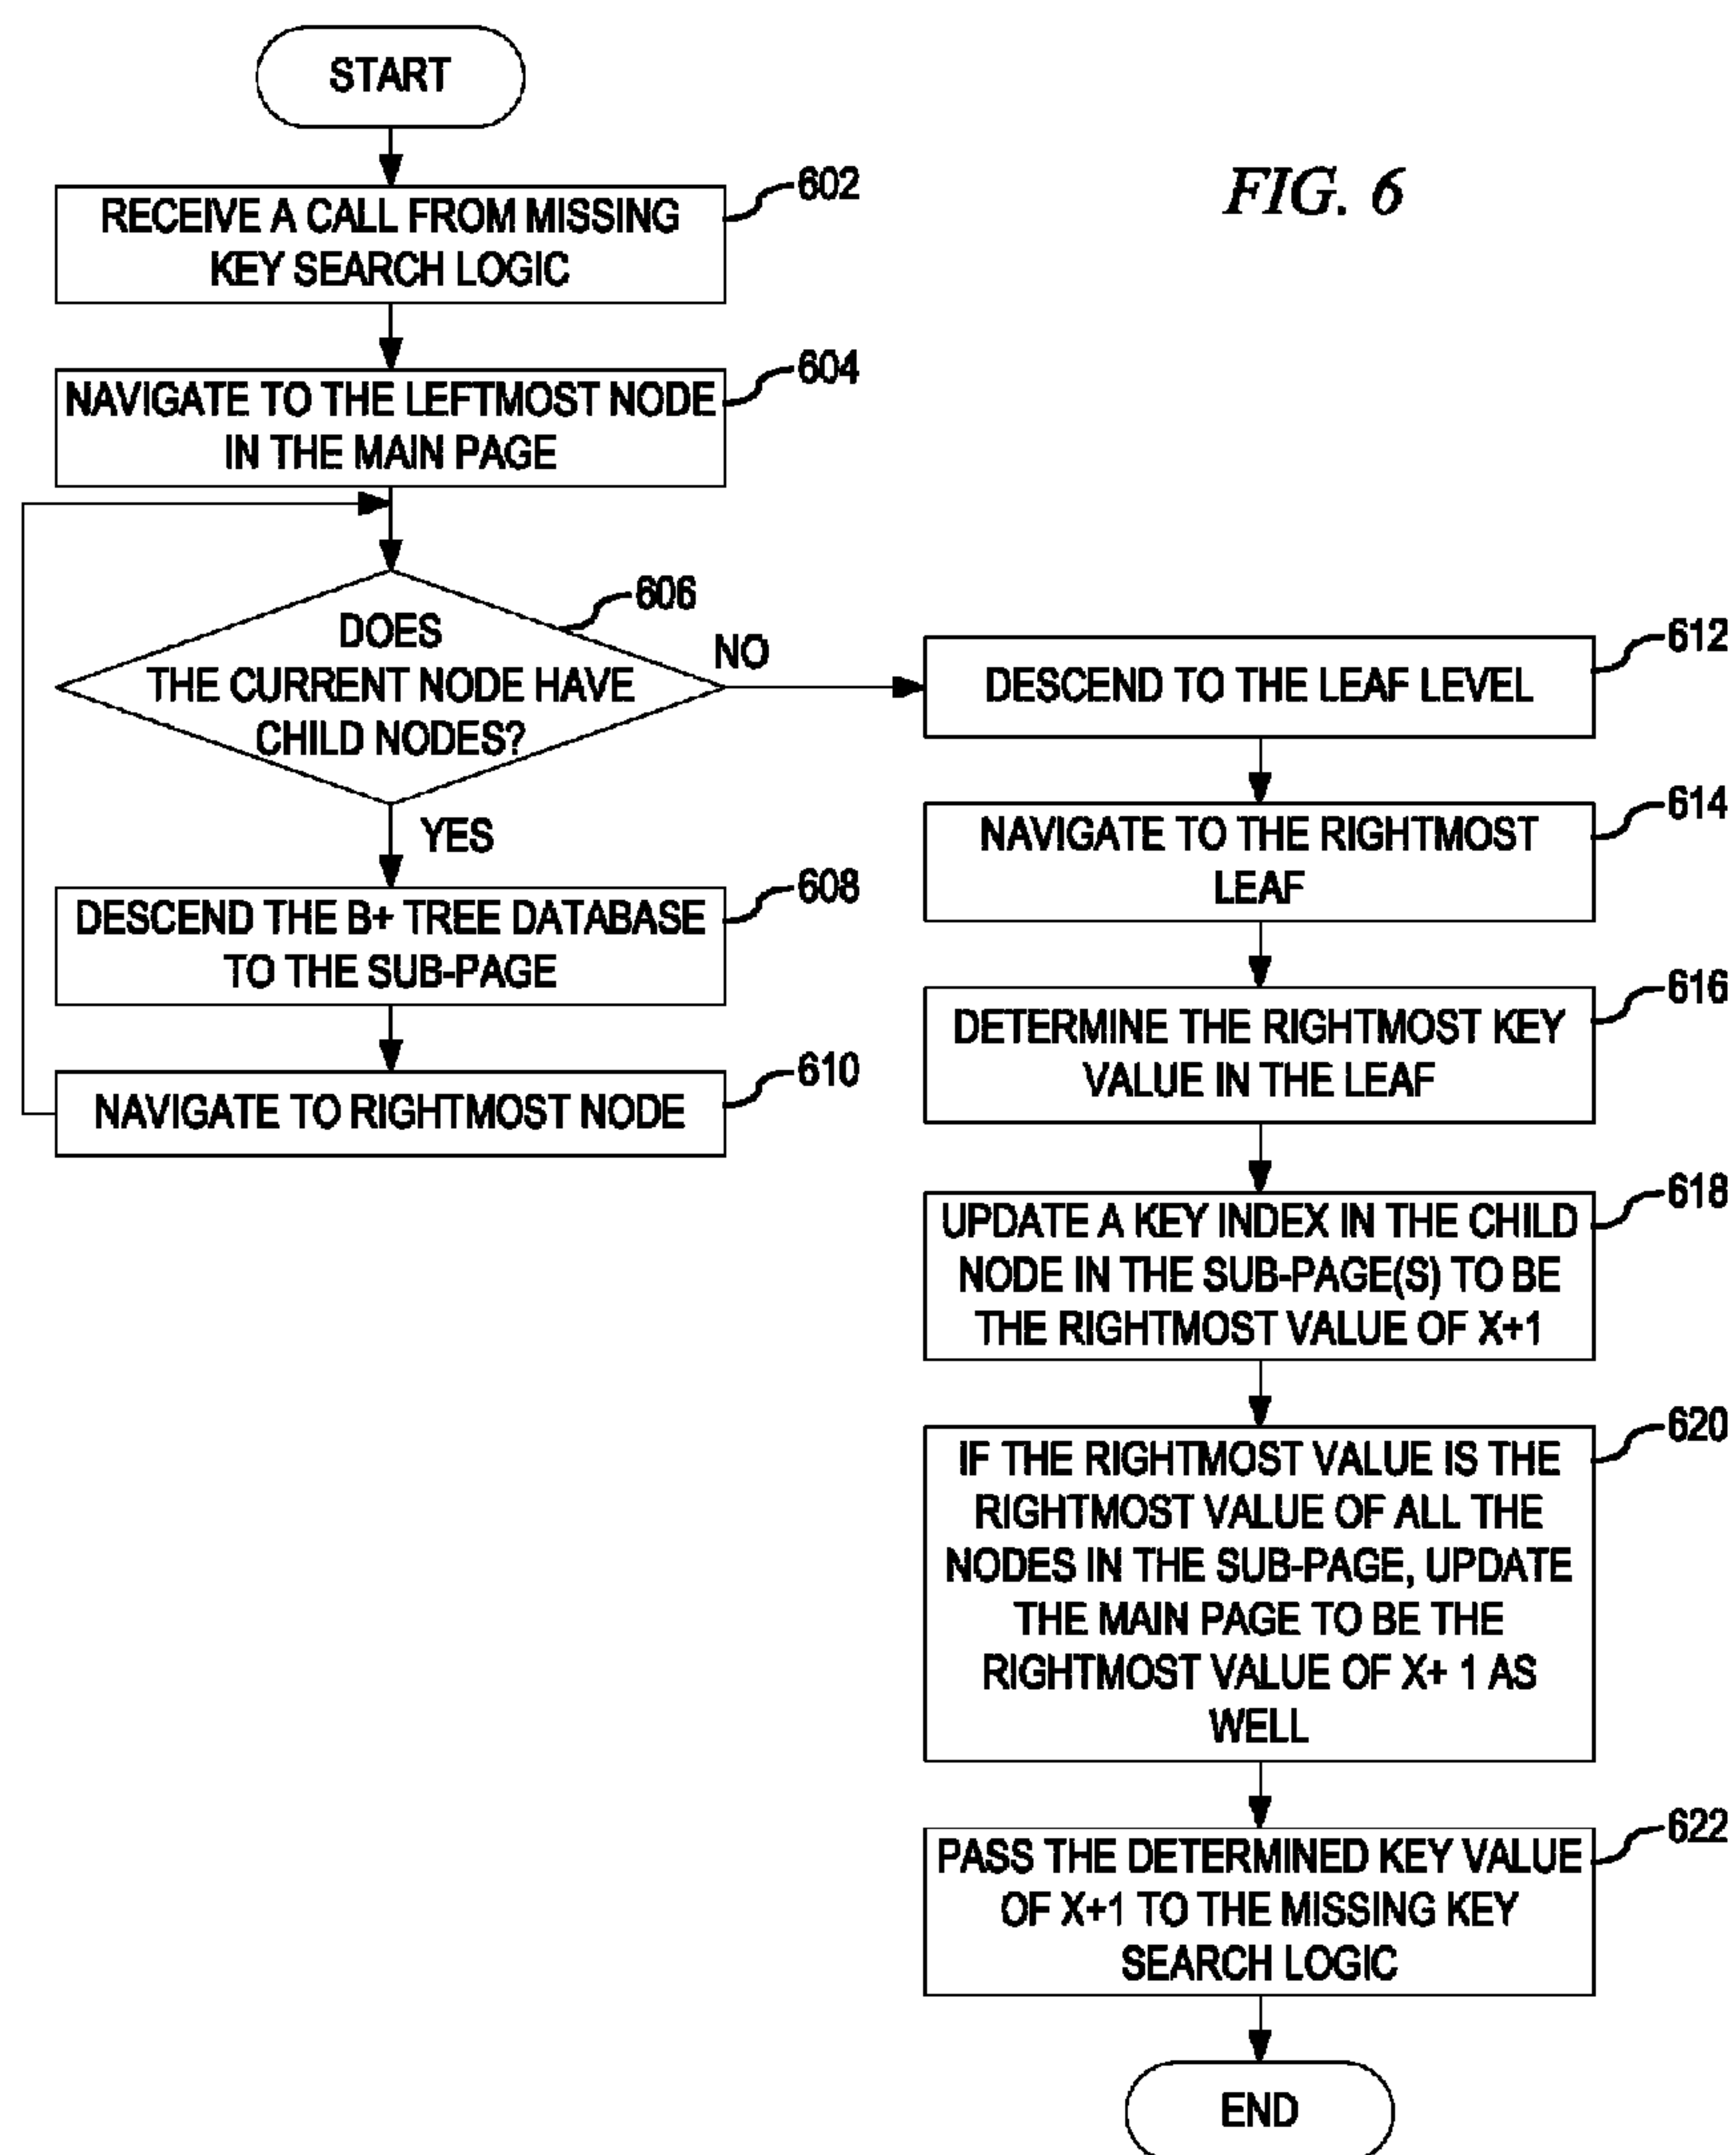 START
FIG. 6
602
RECEIVE A CALL FROM MISSING
KEY SEARCH LOGIC
604
NAVIGATE TO THE LEFTMOST NODE
IN THE MAIN PAGE
606
DOES
THE CURRENT NODE HAVE
CHILD NODES?
NO
YES
608
DESCEND THE B+ TREE DATABASE
TO THE SUB-PAGE
610
NAVIGATE TO RIGHTMOST NODE
612
DESCEND TO THE LEAF LEVEL
614
NAVIGATE TO THE RIGHTMOST
LEAF
616
DETERMINE THE RIGHTMOST KEY
VALUE IN THE LEAF
618
UPDATE A KEY INDEX IN THE CHILD
NODE IN THE SUB-PAGE(S) TO BE
THE RIGHTMOST VALUE OF X+1
620
IF THE RIGHTMOST VALUE IS THE
RIGHTMOST VALUE OF ALL THE
NODES IN THE SUB-PAGE, UPDATE
THE MAIN PAGE TO BE THE
RIGHTMOST VALUE OF X+ 1 AS
WELL
622
PASS THE DETERMINED KEY VALUE
OF X+1 TO THE MISSING KEY
SEARCH LOGIC
END